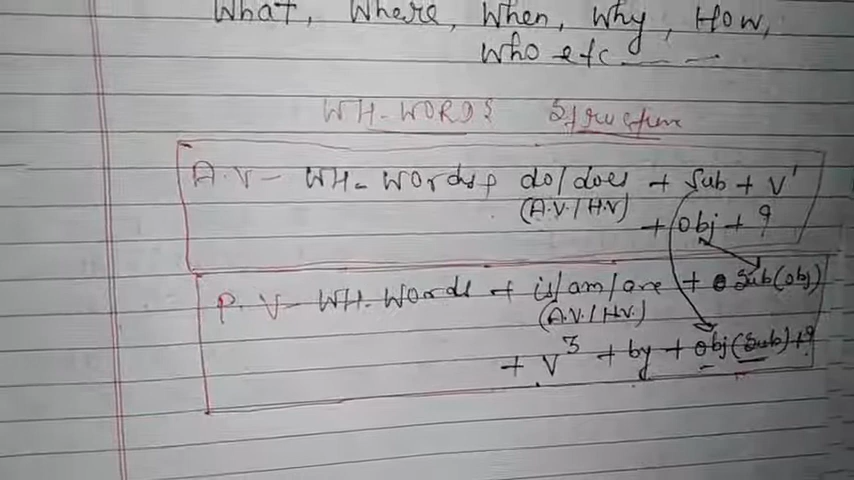 What, Where, When, Why, How,
Who etc ----
WH-WORDS Structure
A.V - WH-Words+ do/does + Sub + V¹
(A.V./H.V)
+ Obj + ?
P.V- WH-Words + is/am/are + Sub(obj)
(A.V./H.V.)
+ V³ + by + obj(Sub)+?